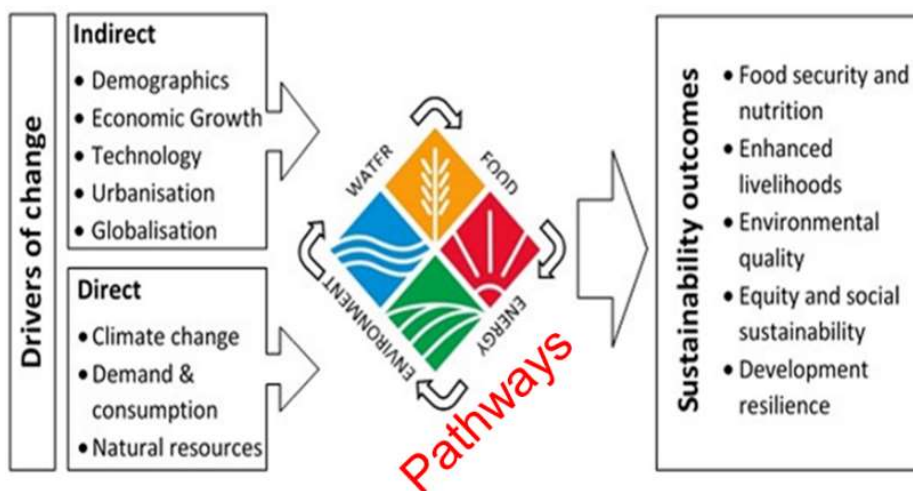 Drivers of change
Indirect
• Demographics
• Economic Growth
• Technology
• Urbanisation
• Globalisation
Direct
• Climate change
• Demand &
consumption
• Natural resources
WATER
FOOD
ENERGY
ENVIRONMENT
Pathways
Sustainability outcomes
• Food security and
nutrition
• Enhanced
livelihoods
• Environmental
quality
• Equity and social
sustainability
• Development
resilience